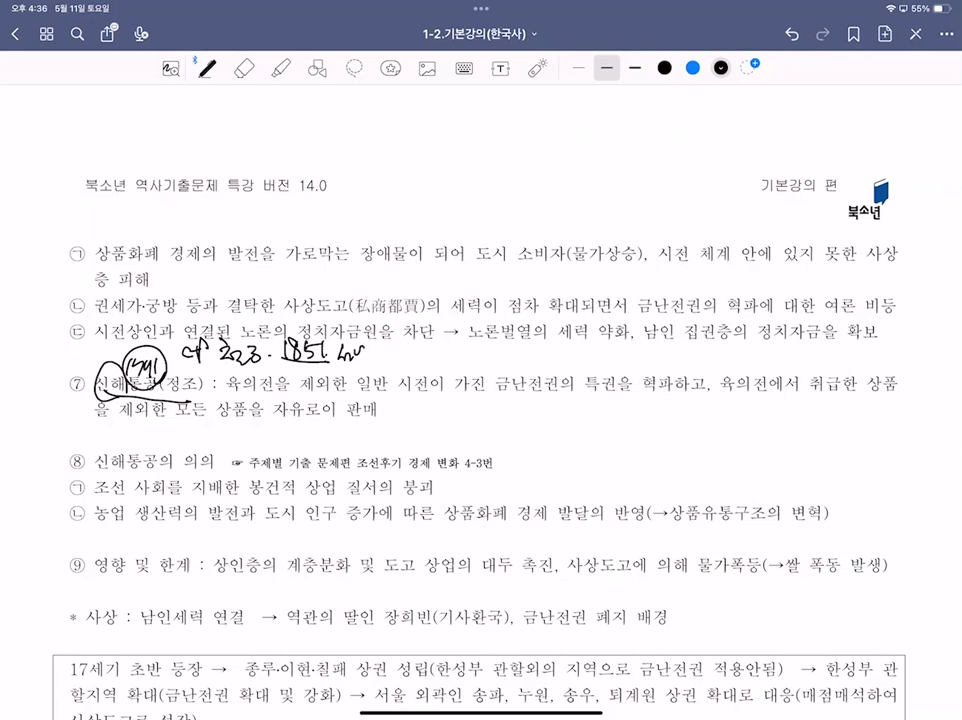 오후 4:36 5월 11일 토요일
55%
1-2.기본강의(한국사)
북소년 역사기출문제 특강 버전 14.0
기본강의 편
북소년
㉠ 상품화폐 경제의 발전을 가로막는 장애물이 되어 도시 소비자(물가상승), 시전 체계 안에 있지 못한 사상
층 피해
㉡ 권세가·궁방 등과 결탁한 사상도고(私商都賈)의 세력이 점차 확대되면서 금난전권의 혁파에 대한 여론 비등
㉢ 시전상인과 연결된 노론의 정치자금원을 차단 → 노론벌열의 세력 약화, 남인 집권층의 정치자금을 확보
1791
1851
⑦ 신해통공(정조) : 육의전을 제외한 일반 시전이 가진 금난전권의 특권을 혁파하고, 육의전에서 취급한 상품
을 제외한 모든 상품을 자유로이 판매
⑧ 신해통공의 의의 ☞ 주제별 기출 문제편 조선후기 경제 변화 4-3번
㉠ 조선 사회를 지배한 봉건적 상업 질서의 붕괴
㉡ 농업 생산력의 발전과 도시 인구 증가에 따른 상품화폐 경제 발달의 반영(→상품유통구조의 변혁)
⑨ 영향 및 한계 : 상인층의 계층분화 및 도고 상업의 대두 촉진, 사상도고에 의해 물가폭등(→쌀 폭동 발생)
* 사상 : 남인세력 연결 → 역관의 딸인 장희빈(기사환국), 금난전권 폐지 배경
17세기 초반 등장 → 종루·이현·칠패 상권 성립(한성부 관할외의 지역으로 금난전권 적용안됨) → 한성부 관
할지역 확대(금난전권 확대 및 강화) → 서울 외곽인 송파, 누원, 송우, 퇴계원 상권 확대로 대응(매점매석하여
사상도고로 성장)